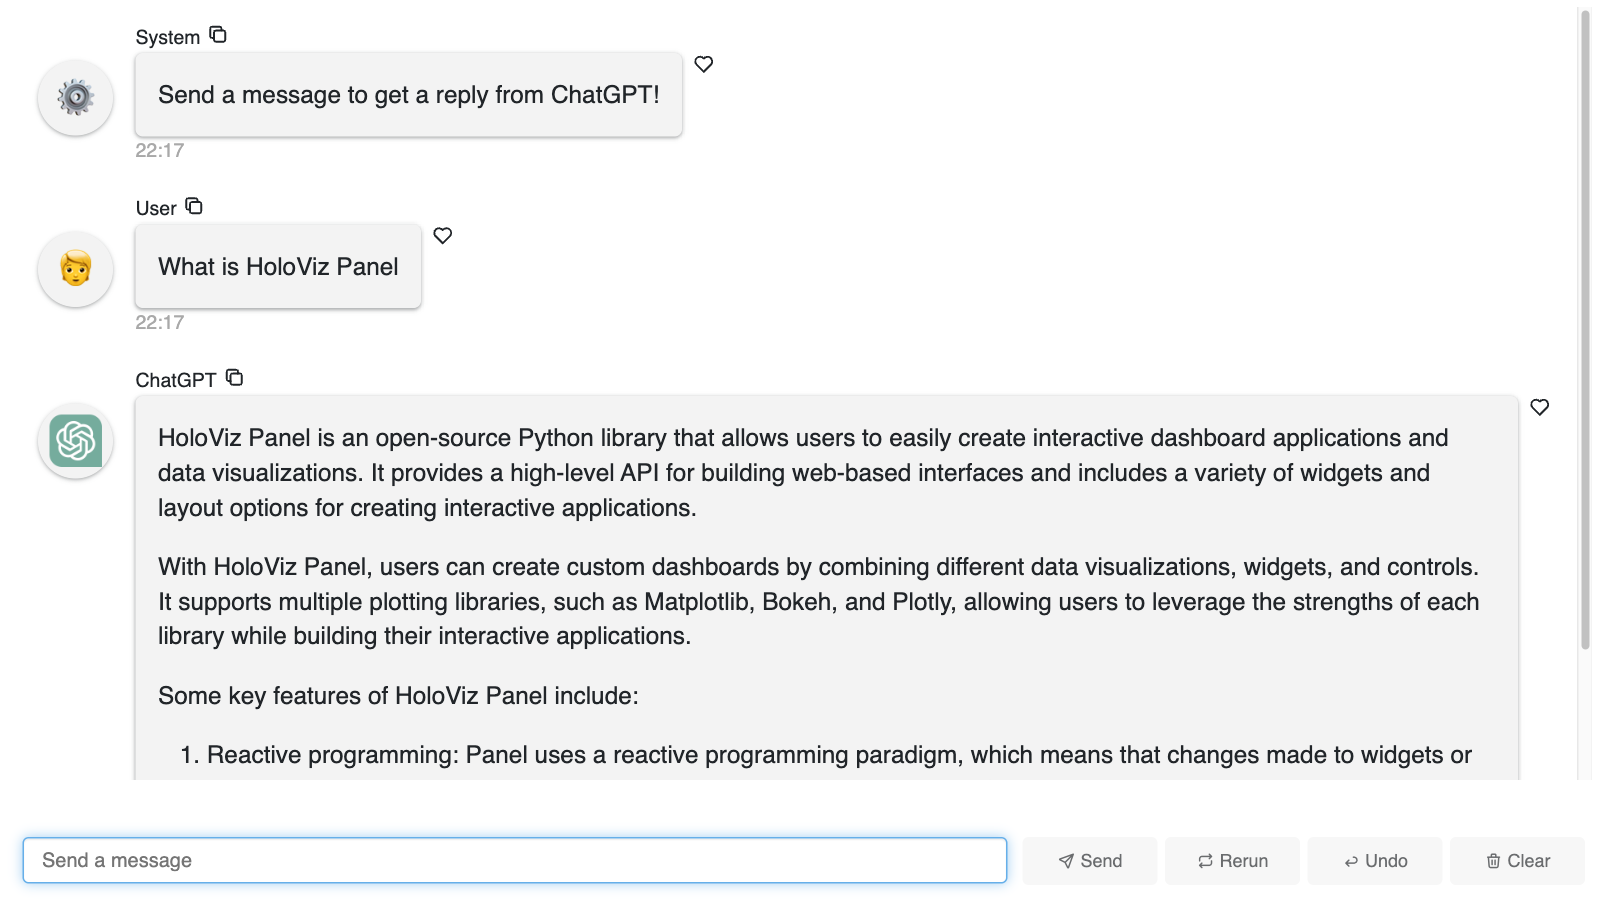 System
Send a message to get a reply from ChatGPT!
22:17
User
What is HoloViz Panel
22:17
ChatGPT
HoloViz Panel is an open-source Python library that allows users to easily create interactive dashboard applications and
data visualizations. It provides a high-level API for building web-based interfaces and includes a variety of widgets and
layout options for creating interactive applications.
With HoloViz Panel, users can create custom dashboards by combining different data visualizations, widgets, and controls.
It supports multiple plotting libraries, such as Matplotlib, Bokeh, and Plotly, allowing users to leverage the strengths of each
library while building their interactive applications.
Some key features of HoloViz Panel include:
1. Reactive programming: Panel uses a reactive programming paradigm, which means that changes made to widgets or
Send a message
Send
Rerun
Undo
Clear